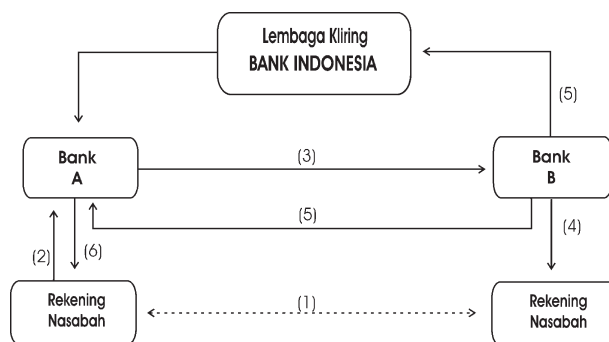 Lembaga Kliring
BANK INDONESIA
(5)
Bank
A
(3)
Bank
B
(5)
(4)
(2)
(6)
Rekening
Nasabah
(1)
Rekening
Nasabah